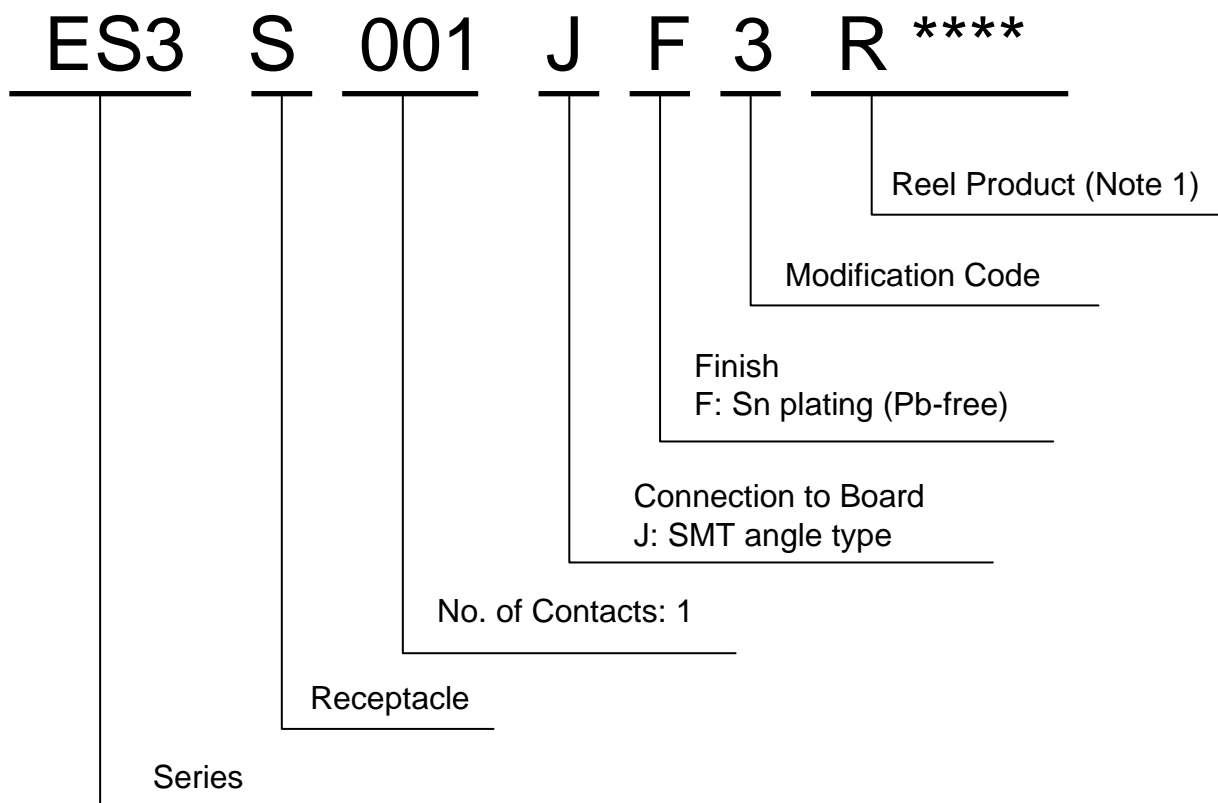 ES3 S 001 J F 3 R ****
Reel Product (Note 1)
Modification Code
Finish
F: Sn plating (Pb-free)
Connection to Board
J: SMT angle type
No. of Contacts: 1
Receptacle
Series